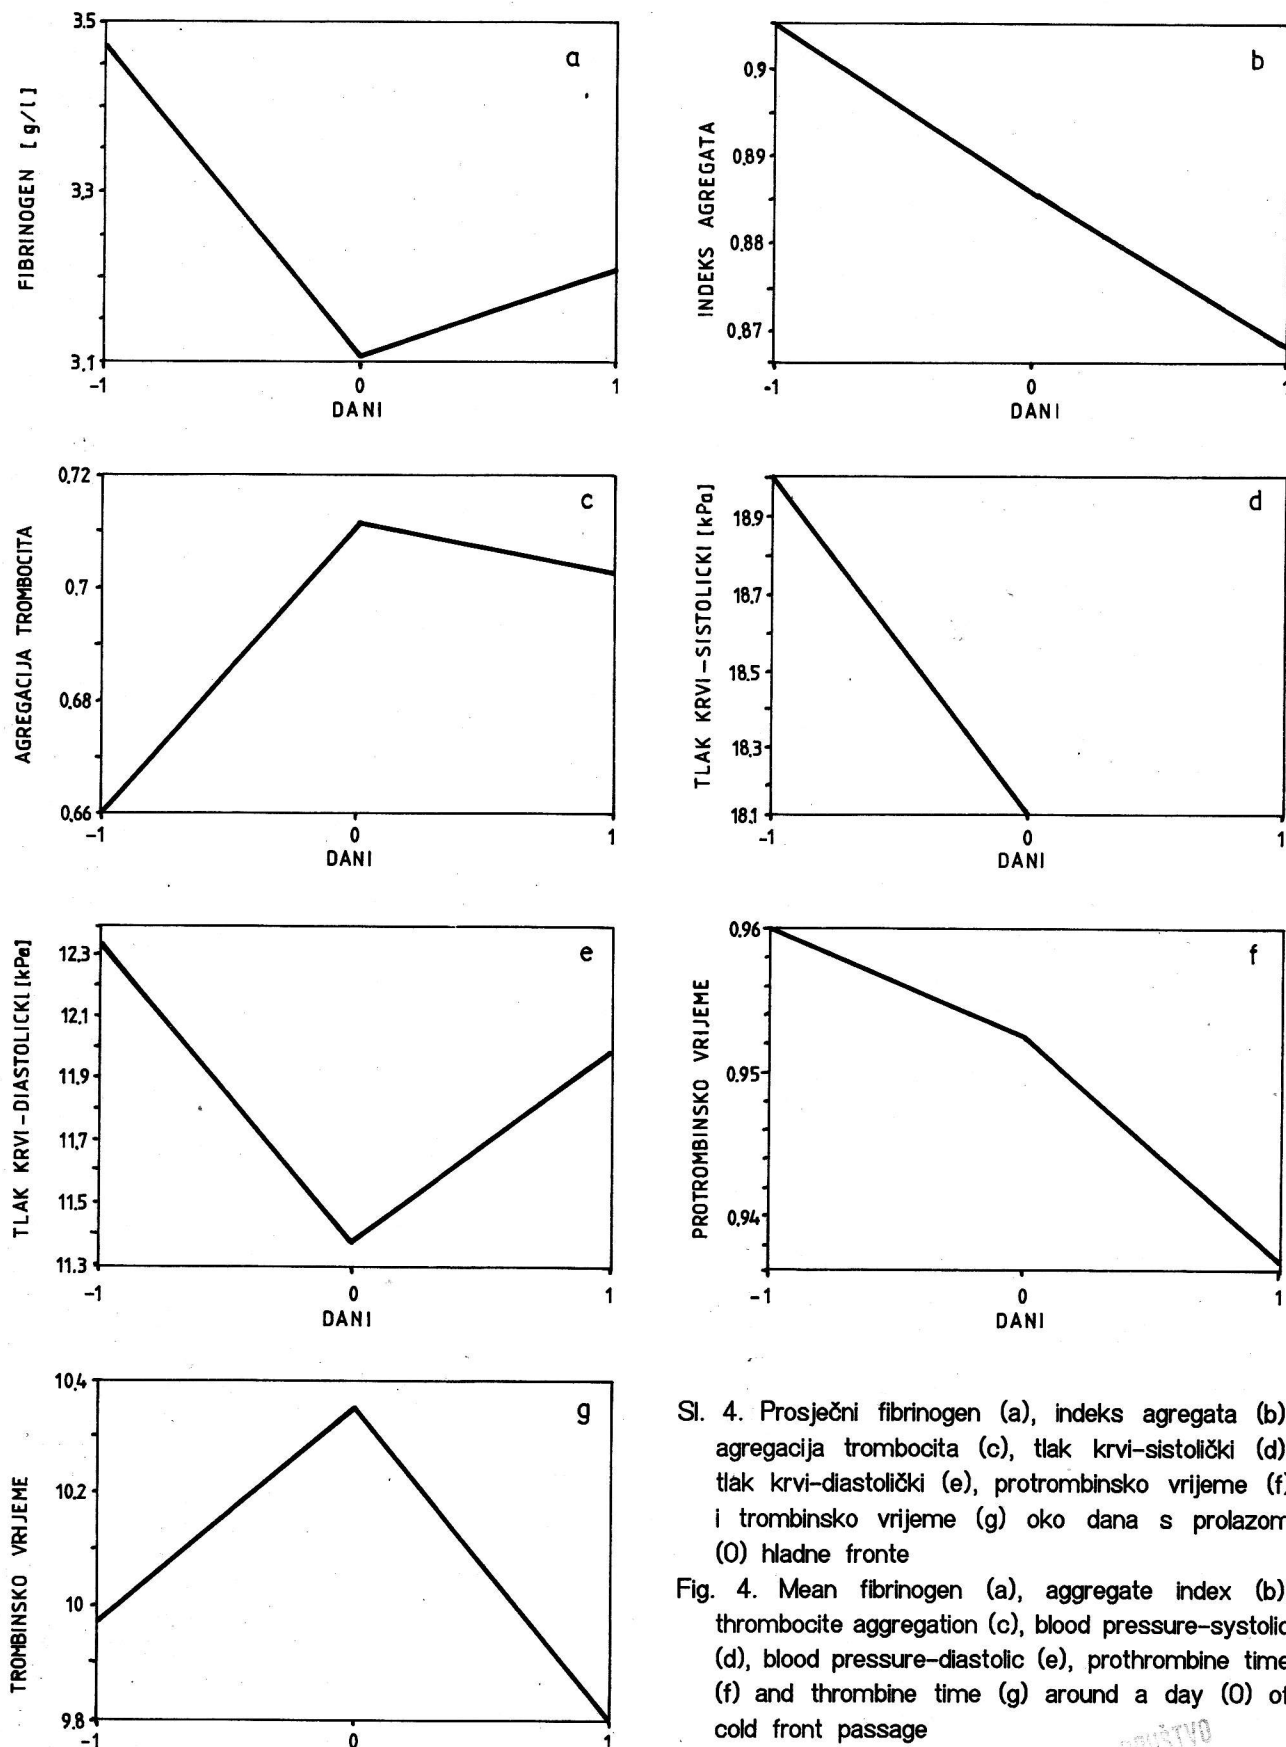 3,5
3,3
3,1
FIBRINOGEN [g/l]
a
-1 0 1
DANI
0,9
0,89
0,88
0,87
INDEKS AGREGATA
b
-1 0 1
DANI
0,72
0,7
0,68
0,66
AGREGACIJA TROMBOCITA
c
-1 0 1
DANI
18,9
18,7
18,5
18,3
18,1
TLAK KRVI-SISTOLICKI [kPa]
d
-1 0 1
DANI
12,3
12,1
11,9
11,7
11,5
11,3
TLAK KRVI-DIASTOLICKI [kPa]
e
-1 0 1
DANI
0,96
0,95
0,94
PROTROMBINSKO VRIJEME
f
-1 0 1
DANI
10,4
10,2
10
9,8
TROMBINSKO VRIJEME
g
-1 0 1
Sl. 4. Prosječni fibrinogen (a), indeks agregata (b)
agregacija trombocita (c), tlak krvi-sistolički (d)
tlak krvi-diastolički (e), protrombinsko vrijeme (f)
i trombinsko vrijeme (g) oko dana s prolazom
(0) hladne fronte
Fig. 4. Mean fibrinogen (a), aggregate index (b)
thrombocite aggregation (c), blood pressure-systolic
(d), blood pressure-diastolic (e), prothrombine time
(f) and thrombine time (g) around a day (0) of
cold front passage